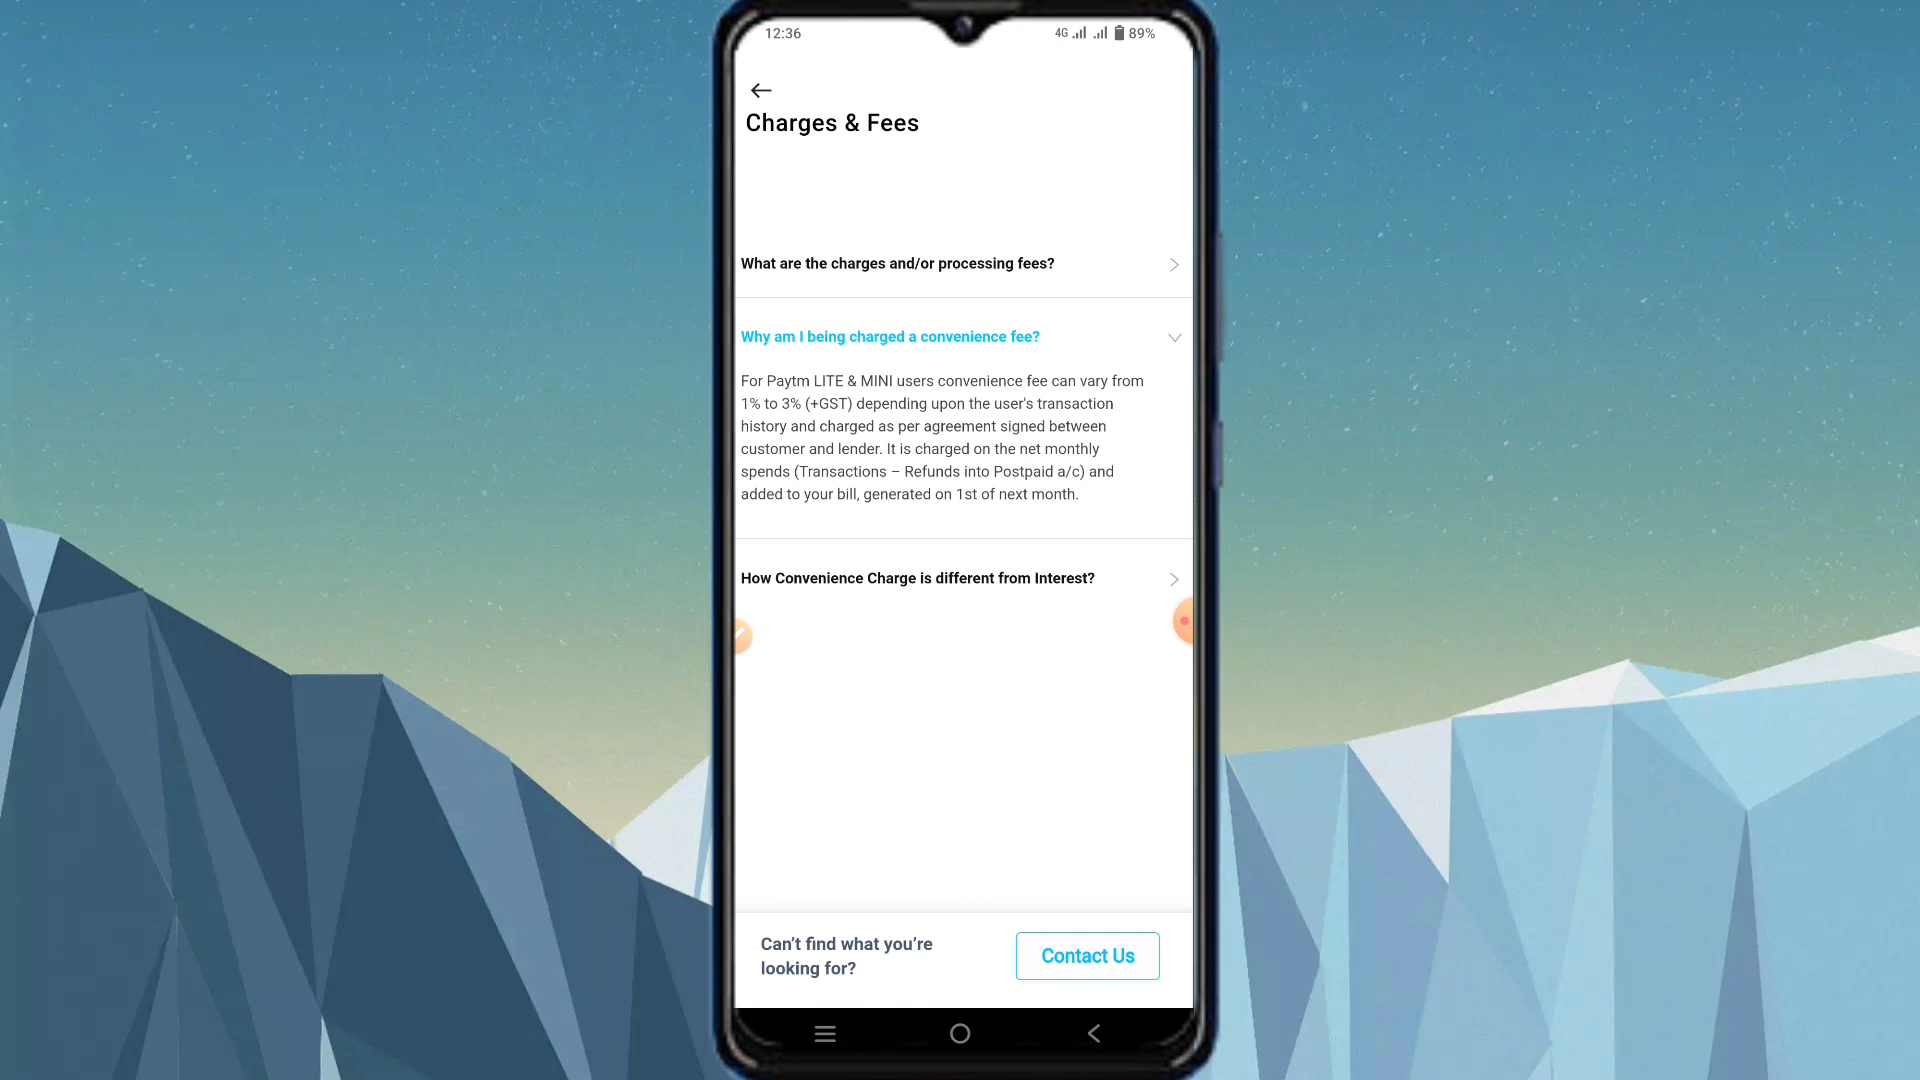 12:36
4G 89%
Charges & Fees
What are the charges and/or processing fees?
Why am I being charged a convenience fee?
For Paytm LITE & MINI users convenience fee can vary from
1% to 3% (+GST) depending upon the user's transaction
history and charged as per agreement signed between
customer and lender. It is charged on the net monthly
spends (Transactions – Refunds into Postpaid a/c) and
added to your bill, generated on 1st of next month.
How Convenience Charge is different from Interest?
Can’t find what you’re
looking for?
Contact Us